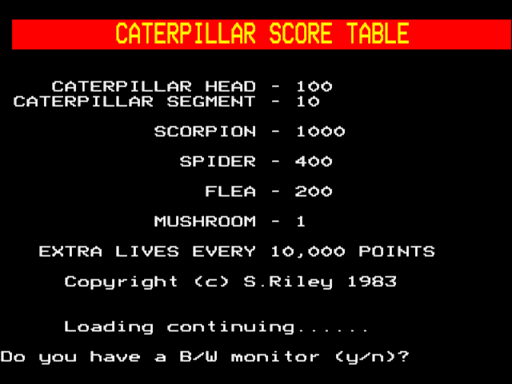 CATERPILLAR SCORE TABLE
CATERPILLAR HEAD - 100
CATERPILLAR SEGMENT - 10
SCORPION - 1000
SPIDER - 400
FLEA - 200
MUSHROOM - 1
EXTRA LIVES EVERY 10,000 POINTS
Copyright (c) S.Riley 1983
Loading continuing......
Do you have a B/W monitor (y/n)?